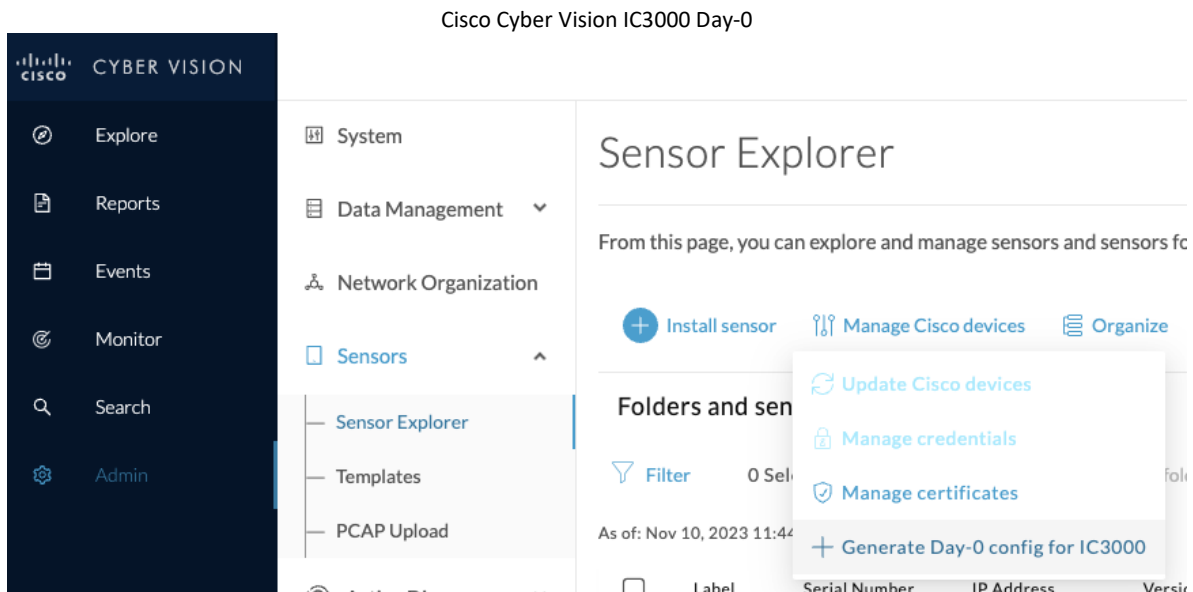 Cisco Cyber Vision IC3000 Day-0
cisco CYBER VISION
Explore
Reports
Events
Monitor
Search
Admin
System
Data Management
Network Organization
Sensors
Sensor Explorer
Templates
PCAP Upload
Sensor Explorer
From this page, you can explore and manage sensors and sensors fo
Install sensor
Manage Cisco devices
Organize
Update Cisco devices
Manage credentials
Manage certificates
Generate Day-0 config for IC3000
Folders and sen
Filter
0 Sel
As of: Nov 10, 2023 11:44
Label
Serial Number
IP Address
Versio